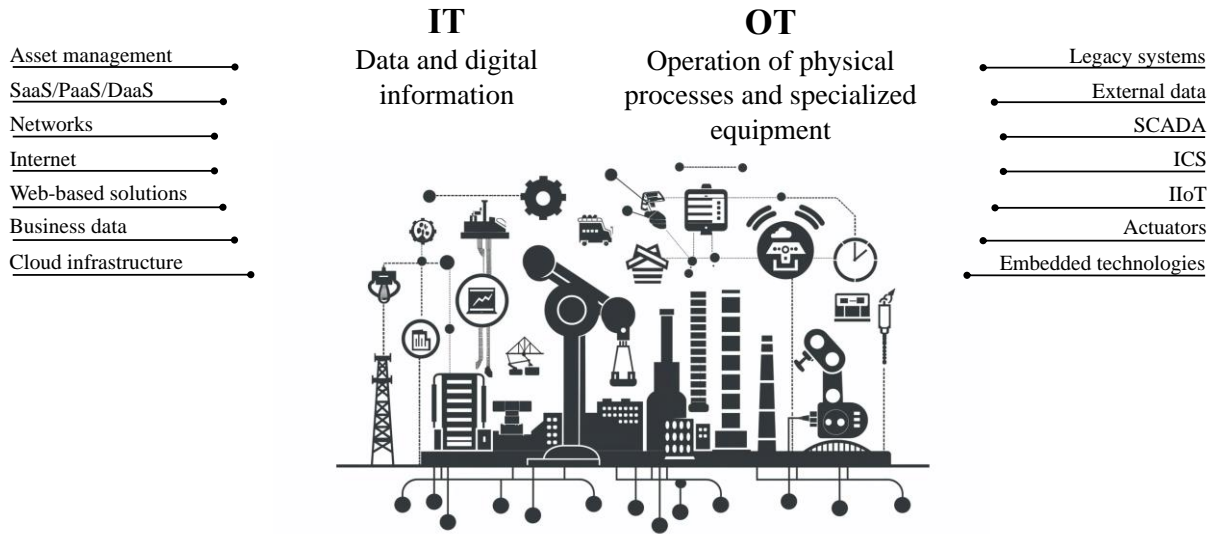 IT
Data and digital
information
OT
Operation of physical
processes and specialized
equipment
Asset management
SaaS/PaaS/DaaS
Networks
Internet
Web-based solutions
Business data
Cloud infrastructure
Legacy systems
External data
SCADA
ICS
IIoT
Actuators
Embedded technologies